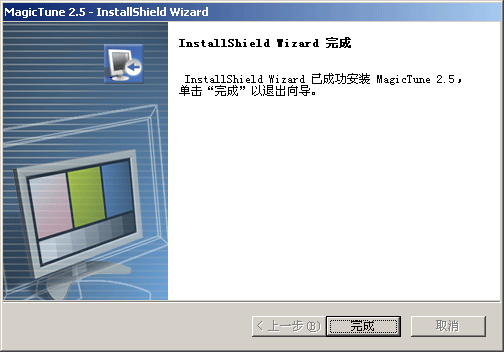 MagicTune 2.5 - InstallShield Wizard
InstallShield Wizard 完成
InstallShield Wizard 已成功安装 MagicTune 2.5，
单击“完成”以退出向导。
< 上一步(B)
完成
取消